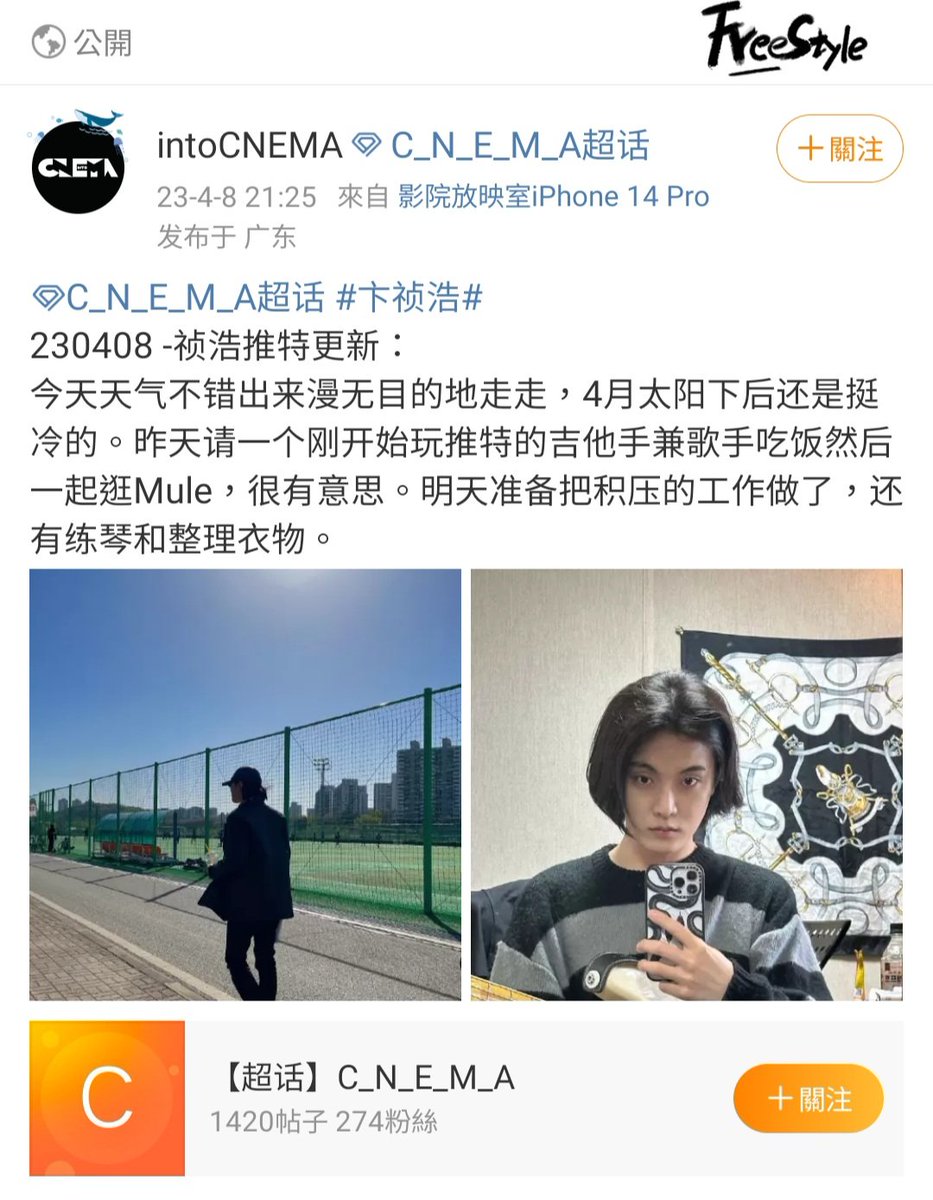 公開
FreeStyle
CNEMA
intoCNEMA C_N_E_M_A超话
+關注
23-4-8 21:25 來自 影院放映室iPhone 14 Pro
发布于 广东
C_N_E_M_A超话 #卞祯浩#
230408 -祯浩推特更新：
今天天气不错出来漫无目的地走走，4月太阳下后还是挺
冷的。昨天请一个刚开始玩推特的吉他手兼歌手吃饭然后
一起逛Mule，很有意思。明天准备把积压的工作做了，还
有练琴和整理衣物。
C
【超话】C_N_E_M_A
1420帖子 274粉絲
+關注